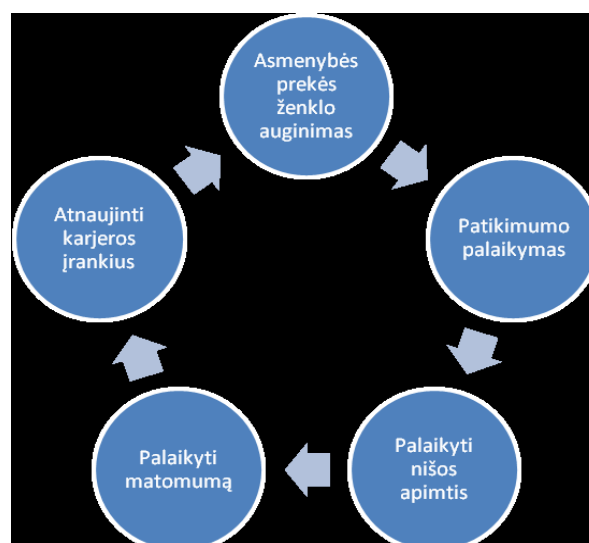 Asmenybės
prekės
ženklo
auginimas
Patikimumo
palaikymas
Palaikyti
nišos
apimtis
Palaikyti
matomumą
Atnaujinti
karjeros
įrankius